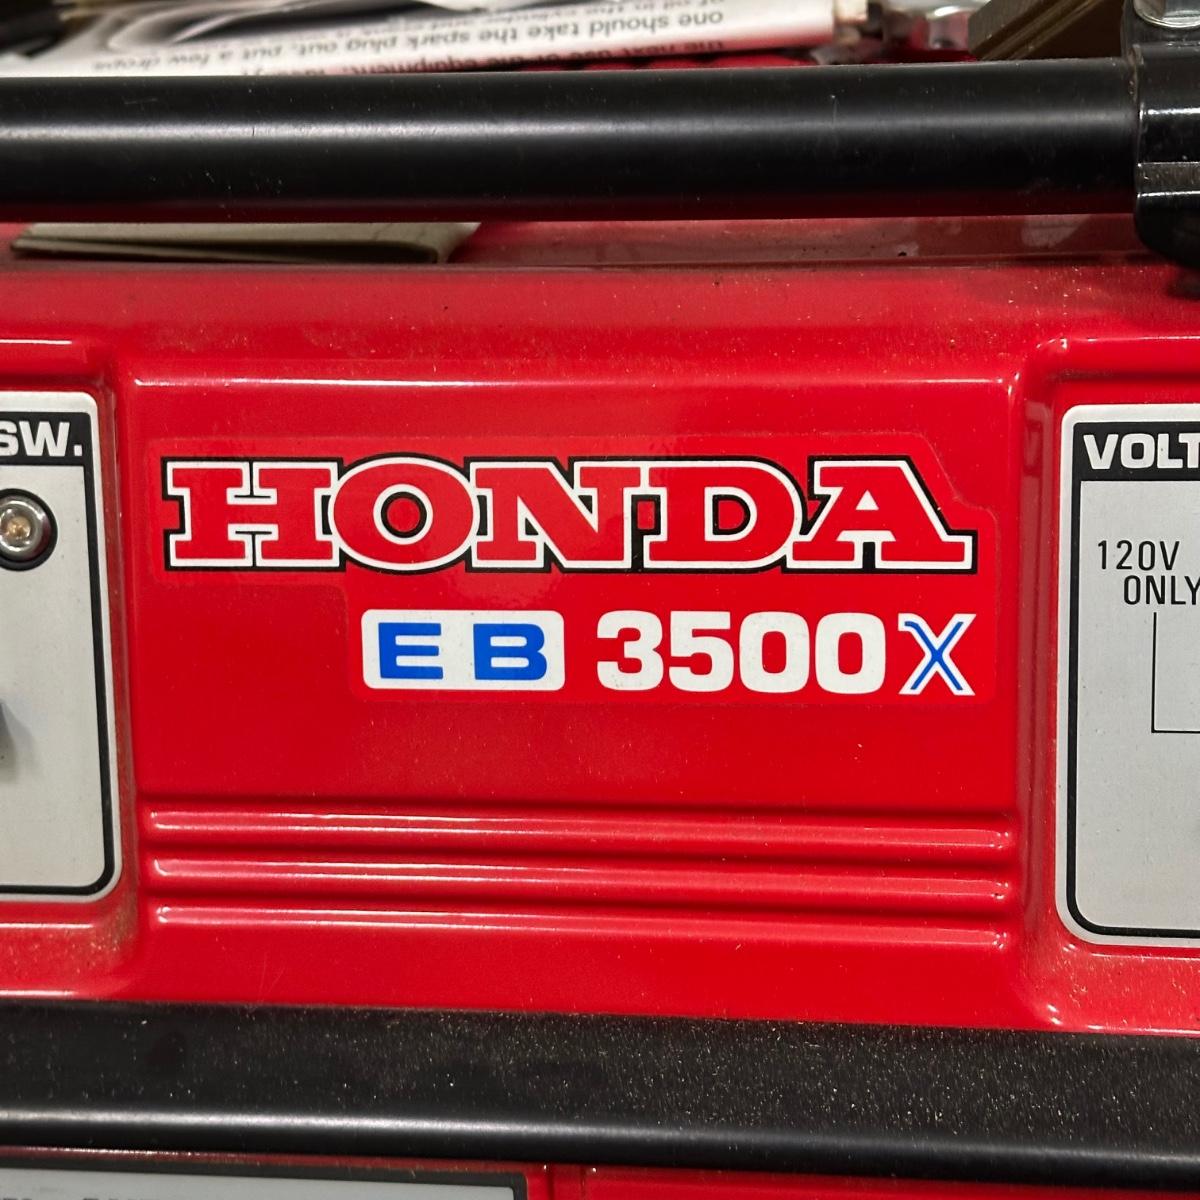 one should take the spark plug out, put a few drops
SW.
HONDA
EB 3500X
VOLT
120V
ONLY